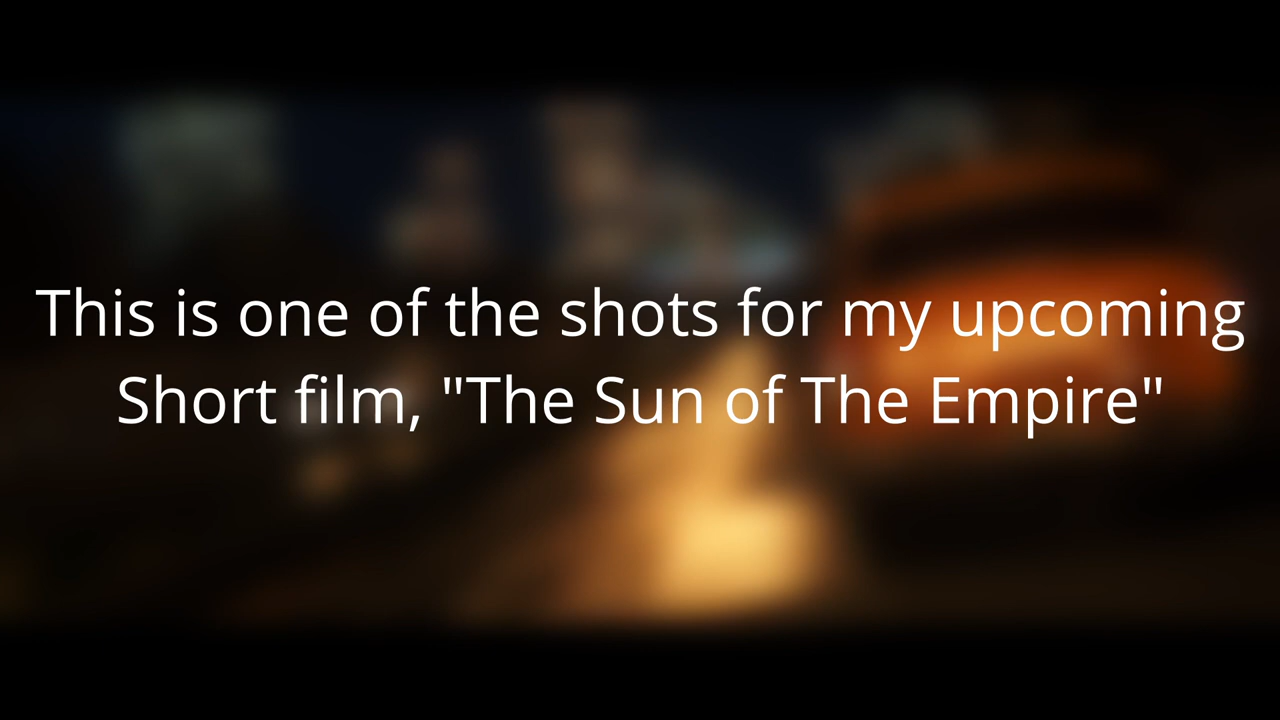 This is one of the shots for my upcoming
Short film, "The Sun of The Empire"